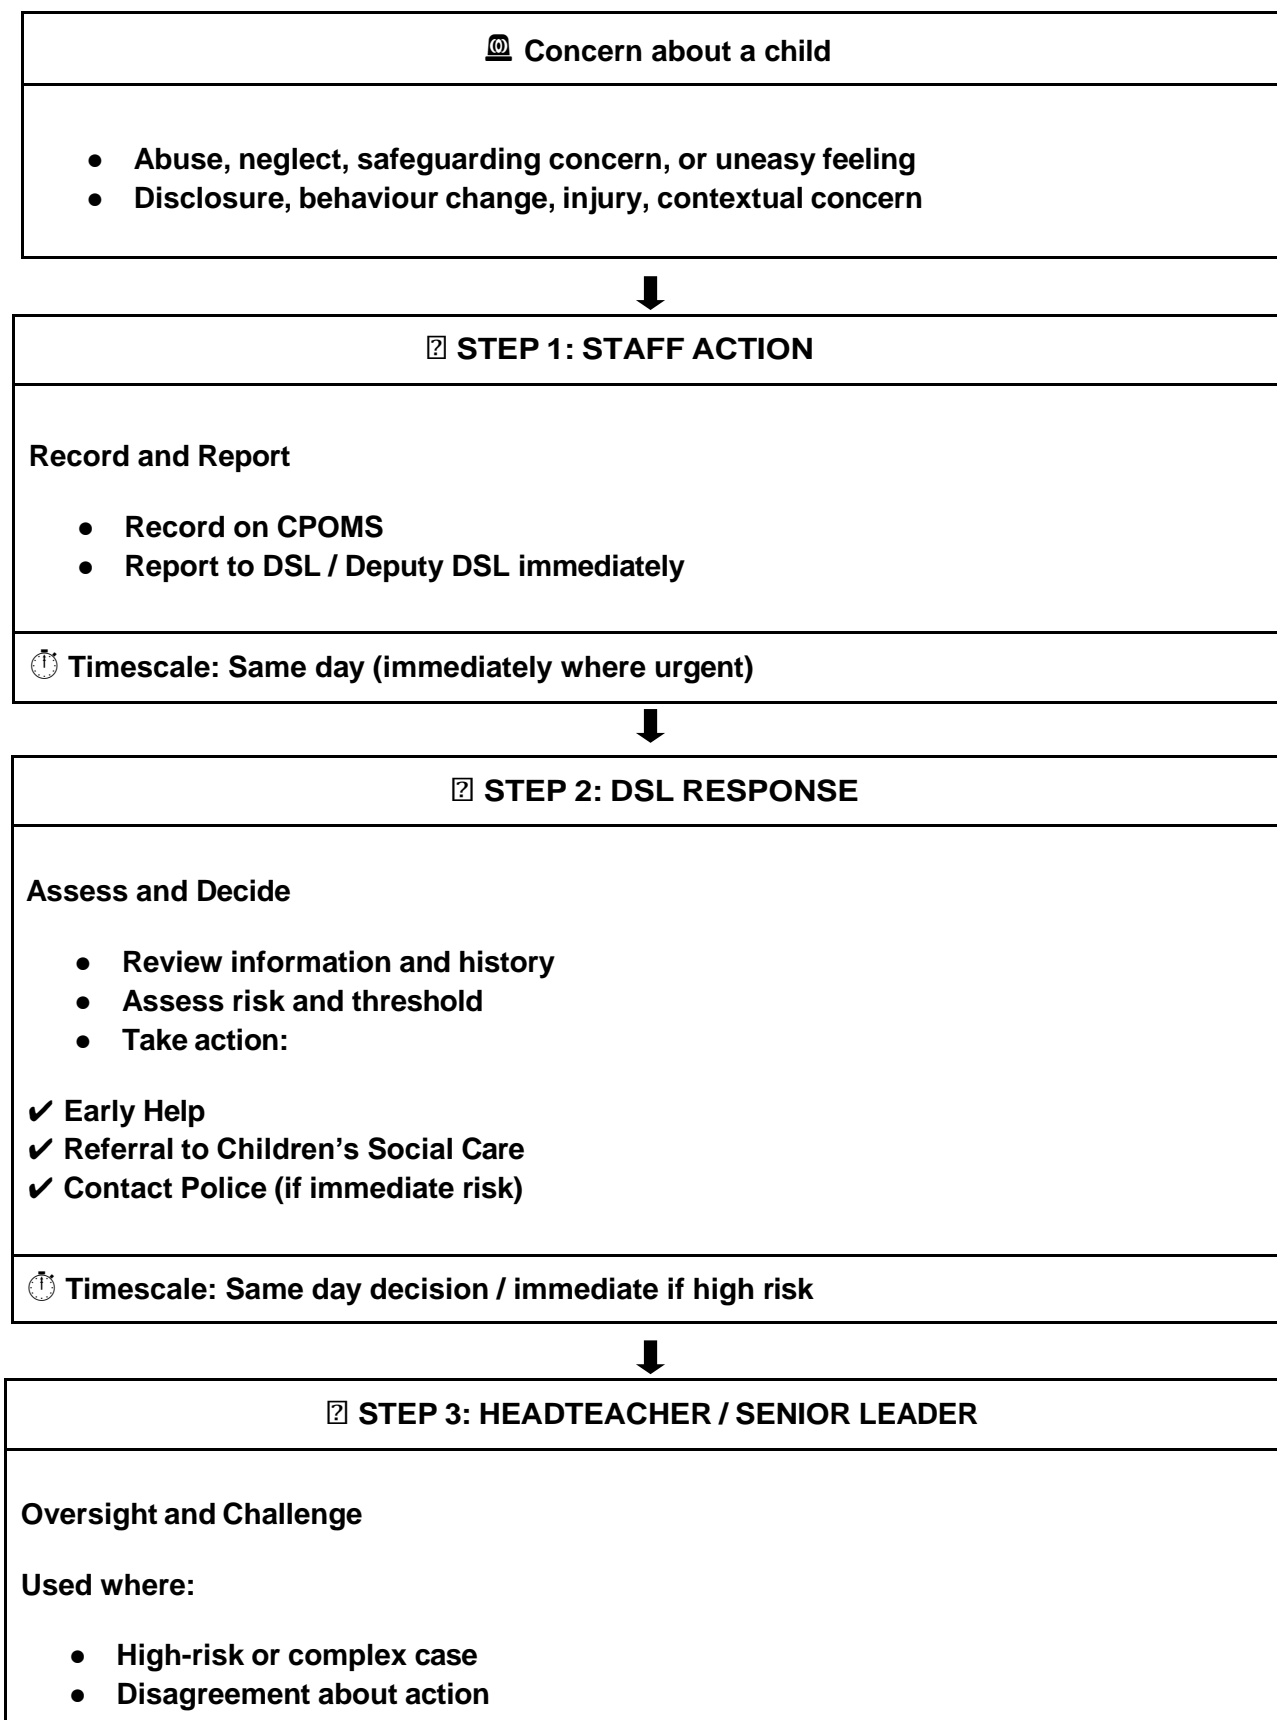 Concern about a child
● Abuse, neglect, safeguarding concern, or uneasy feeling
● Disclosure, behaviour change, injury, contextual concern
⍰ STEP 1: STAFF ACTION
Record and Report
● Record on CPOMS
● Report to DSL / Deputy DSL immediately
⏱ Timescale: Same day (immediately where urgent)
⍰ STEP 2: DSL RESPONSE
Assess and Decide
● Review information and history
● Assess risk and threshold
● Take action:
✔ Early Help
✔ Referral to Children’s Social Care
✔ Contact Police (if immediate risk)
⏱ Timescale: Same day decision / immediate if high risk
⍰ STEP 3: HEADTEACHER / SENIOR LEADER
Oversight and Challenge
Used where:
● High-risk or complex case
● Disagreement about action